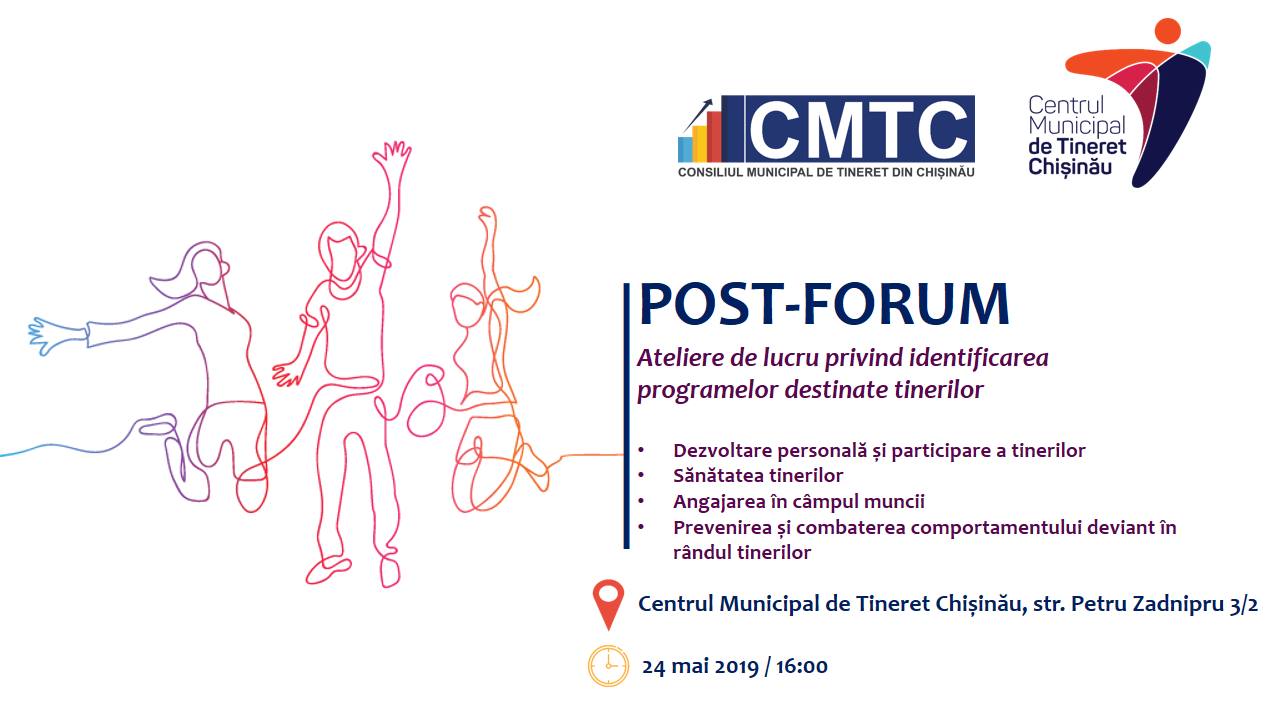 CMTC
CONSILIUL MUNICIPAL DE TINERET DIN CHIȘINĂU
Centrul
Municipal
de Tineret
Chișinău
POST-FORUM
Ateliere de lucru privind identificarea
programelor destinate tinerilor
• Dezvoltare personală și participare a tinerilor
• Sănătatea tinerilor
• Angajarea în câmpul muncii
• Prevenirea și combaterea comportamentului deviant în
rândul tinerilor
Centrul Municipal de Tineret Chișinău, str. Petru Zadnipru 3/2
24 mai 2019 / 16:00